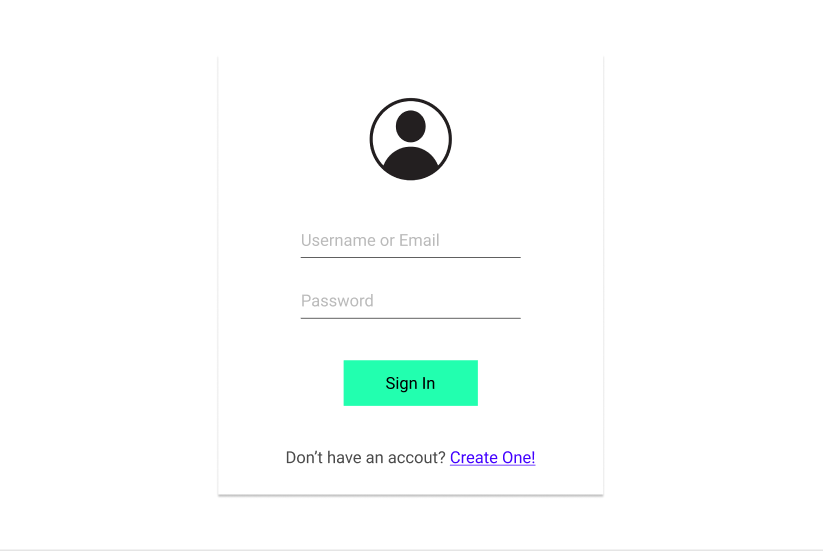 Username or Email
Password
Sign In
Don’t have an accout? Create One!